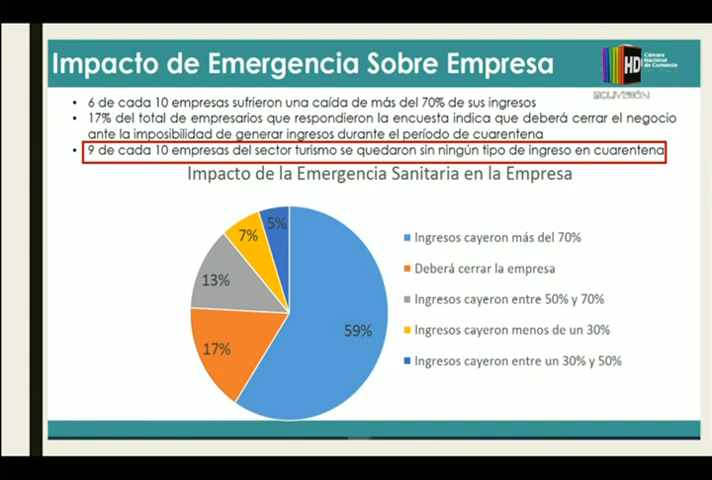 Impacto de Emergencia Sobre Empresa
Cámara
Nacional
de Comercio
HD
BOLIVISIÓN
• 6 de cada 10 empresas sufrieron una caída de más del 70% de sus ingresos
• 17% del total de empresarios que respondieron la encuesta indica que deberá cerrar el negocio
ante la imposibilidad de generar ingresos durante el período de cuarentena
• 9 de cada 10 empresas del sector turismo se quedaron sin ningún tipo de ingreso en cuarentena
Impacto de la Emergencia Sanitaria en la Empresa
5%
7%
13%
17%
59%
Ingresos cayeron más del 70%
Deberá cerrar la empresa
Ingresos cayeron entre 50% y 70%
Ingresos cayeron menos de un 30%
Ingresos cayeron entre un 30% y 50%